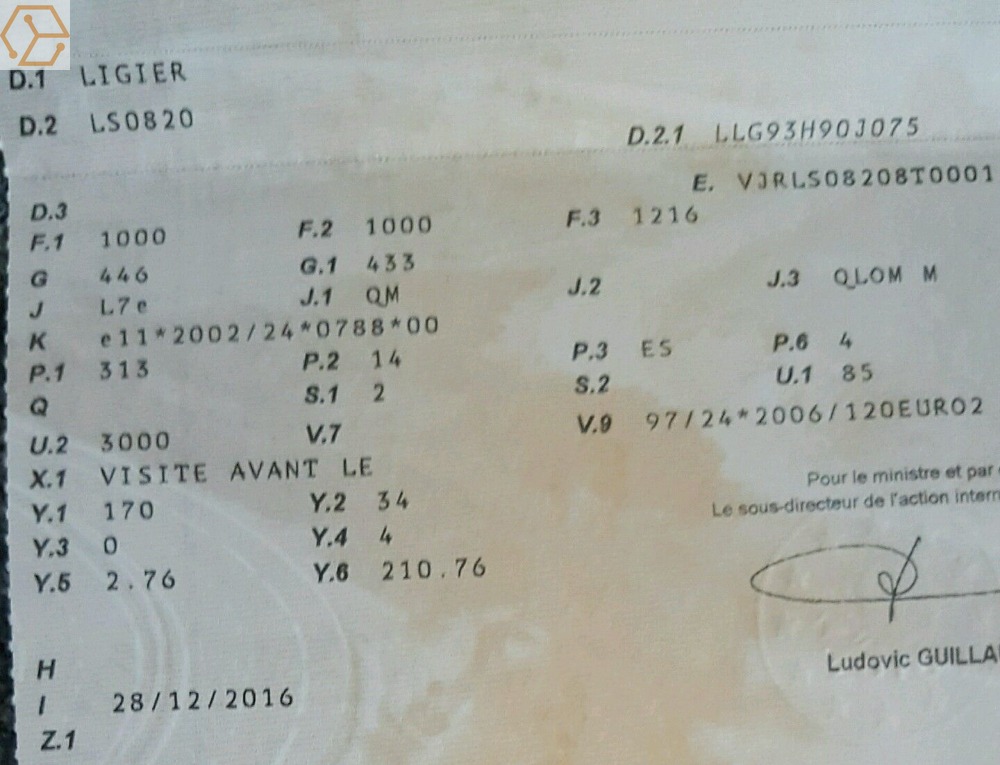 D.1 LIGIER
D.2 LS0820
D.2.1 LLG93H90J075
E. VJRLS08208T0001
D.3
F.1 1000 F.2 1000 F.3 1216
G 446 G.1 433
J L7e J.1 QM J.2 J.3 QLOM M
K e11*2002/24*0788*00
P.1 313 P.2 14 P.3 ES P.6 4
Q S.1 2 S.2 U.1 85
U.2 3000 V.7 V.9 97/24*2006/120EURO2
X.1 VISITE AVANT LE
Pour le ministre et par
Y.1 170 Y.2 34
Le sous-directeur de l'action intern
Y.3 0 Y.4 4
Y.5 2.76 Y.6 210.76
Ludovic GUILLA
H
I 28/12/2016
Z.1